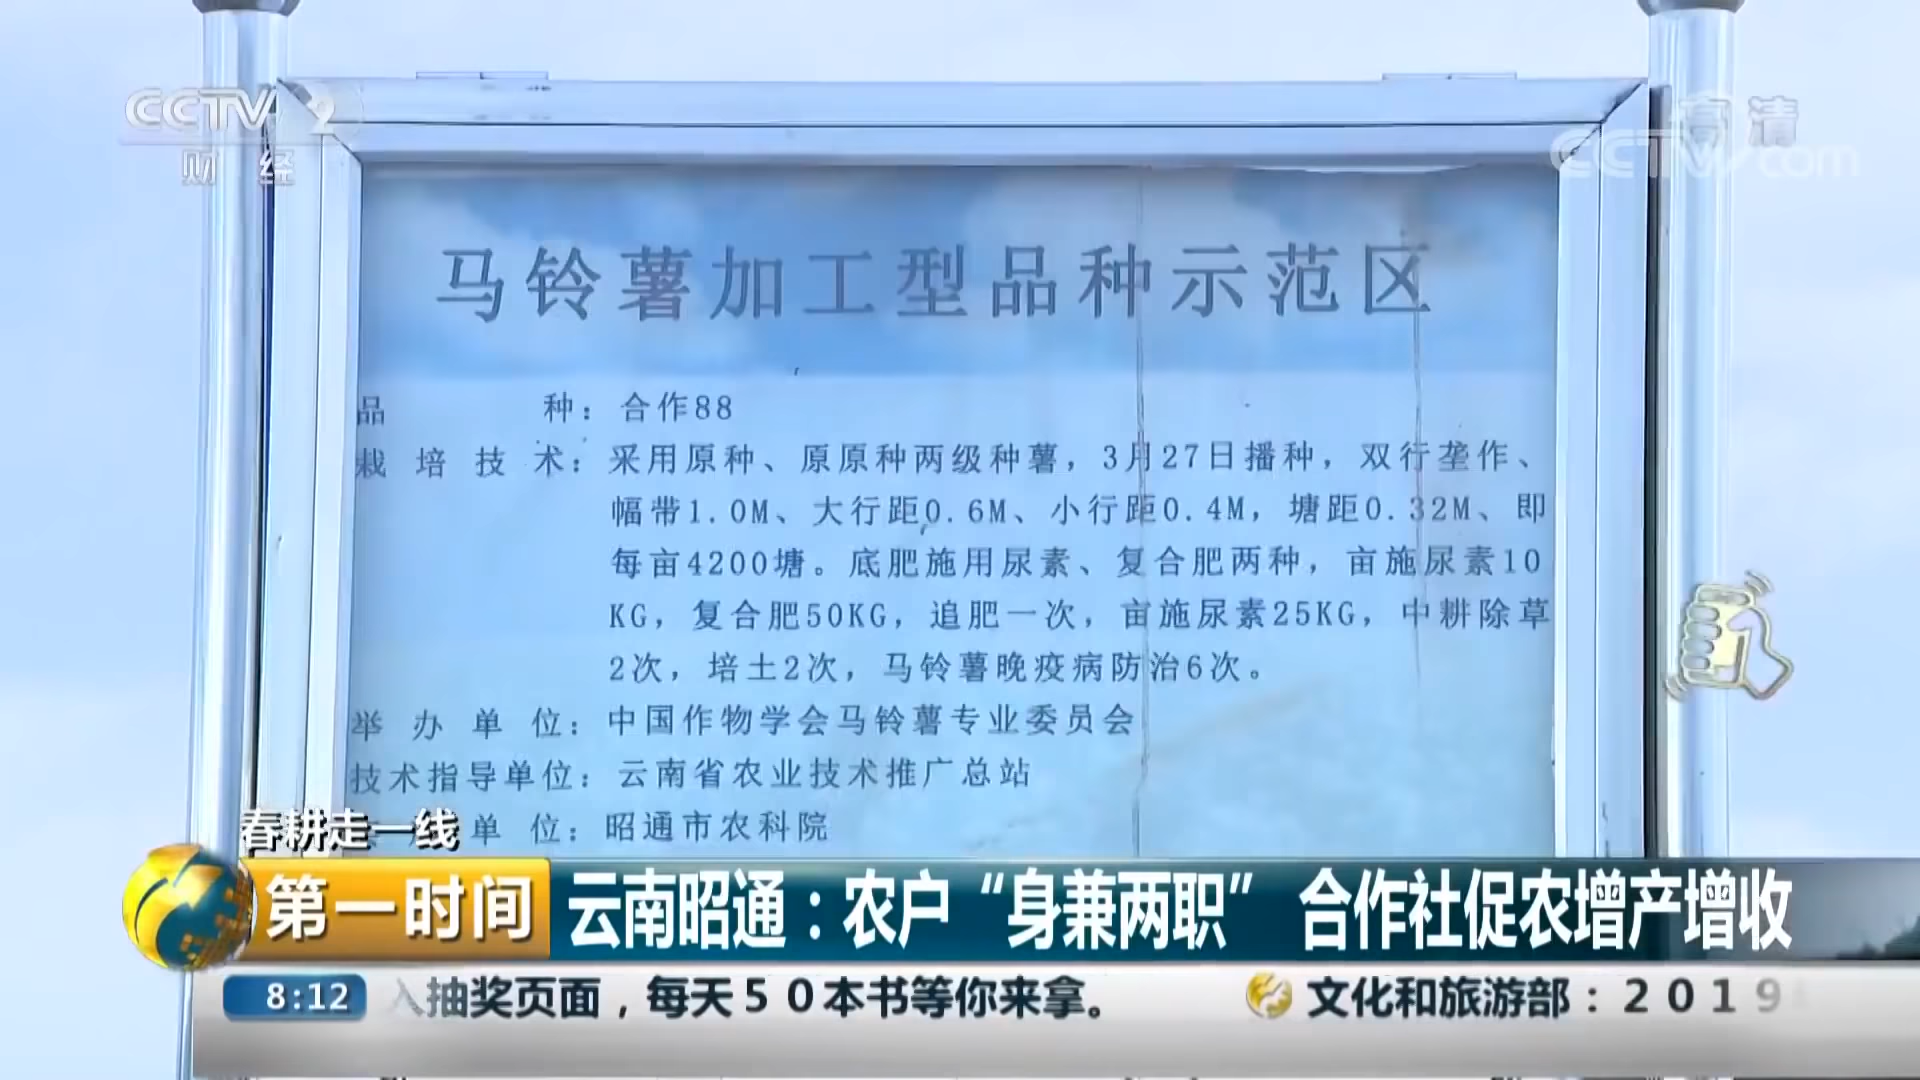 CCTV 2
财经
高清
CCTV.com
马铃薯加工型品种示范区
品 种：合作88
栽培技术：采用原种、原原种两级种薯，3月27日播种，双行垄作、
幅带1.0M、大行距0.6M、小行距0.4M，塘距0.32M、即
每亩4200塘。底肥施用尿素、复合肥两种，亩施尿素10
KG，复合肥50KG，追肥一次，亩施尿素25KG，中耕除草
2次，培土2次，马铃薯晚疫病防治6次。
举办单位：中国作物学会马铃薯专业委员会
技术指导单位：云南省农业技术推广总站
单位：昭通市农科院
春耕走一线
第一时间
云南昭通：农户“身兼两职” 合作社促农增产增收
8:12
入抽奖页面，每天50本书等你来拿。 文化和旅游部：2019